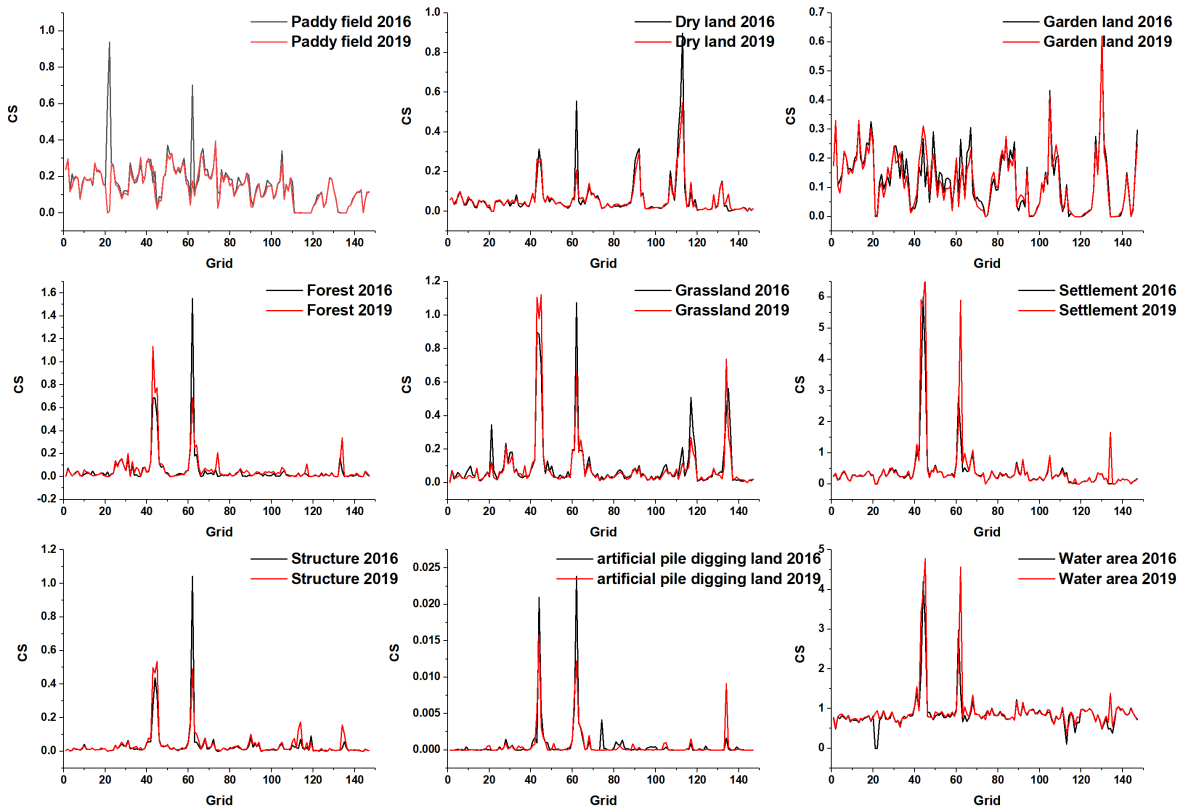 Paddy field 2016
Paddy field 2019
CS
1.0
0.8
0.6
0.4
0.2
0.0
0 20 40 60 80 100 120 140
Grid
Dry land 2016
Dry land 2019
CS
1.0
0.8
0.6
0.4
0.2
0.0
0 20 40 60 80 100 120 140
Grid
Garden land 2016
Garden land 2019
CS
0.7
0.6
0.5
0.4
0.3
0.2
0.1
0.0
0 20 40 60 80 100 120 140
Grid
Forest 2016
Forest 2019
CS
1.6
1.4
1.2
1.0
0.8
0.6
0.4
0.2
0.0
-0.2
0 20 40 60 80 100 120 140
Grid
Grassland 2016
Grassland 2019
CS
1.2
1.0
0.8
0.6
0.4
0.2
0.0
0 20 40 60 80 100 120 140
Grid
Settlement 2016
Settlement 2019
CS
6
5
4
3
2
1
0
0 20 40 60 80 100 120 140
Grid
Structure 2016
Structure 2019
CS
1.2
1.0
0.8
0.6
0.4
0.2
0.0
0 20 40 60 80 100 120 140
Grid
artificial pile digging land 2016
artificial pile digging land 2019
CS
0.025
0.020
0.015
0.010
0.005
0.000
0 20 40 60 80 100 120 140
Grid
Water area 2016
Water area 2019
CS
5
4
3
2
1
0
0 20 40 60 80 100 120 140
Grid